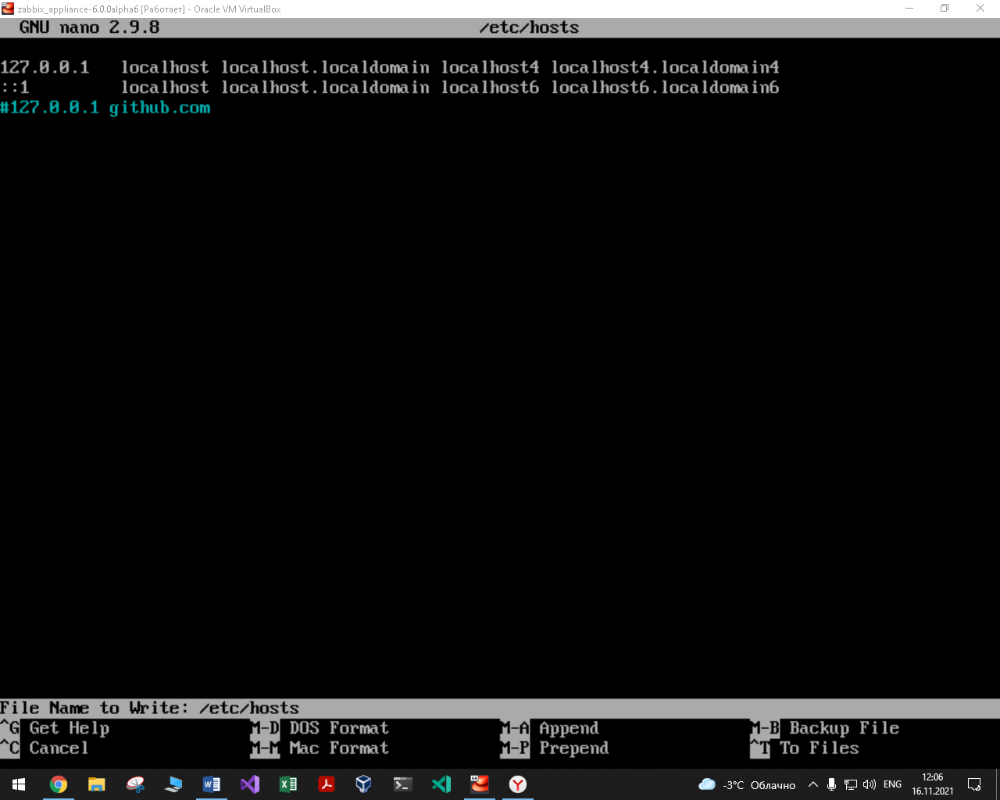 zabbix_appliance-6.0.0alpha6 [Работает] - Oracle VM VirtualBox
GNU nano 2.9.8 /etc/hosts
127.0.0.1 localhost localhost.localdomain localhost4 localhost4.localdomain4
::1 localhost localhost.localdomain localhost6 localhost6.localdomain6
#127.0.0.1 github.com
File Name to Write: /etc/hosts
^G Get Help M-D DOS Format M-A Append M-B Backup File
^C Cancel M-M Mac Format M-P Prepend ^T To Files
-3°C Облачно ENG 12:06
16.11.2021